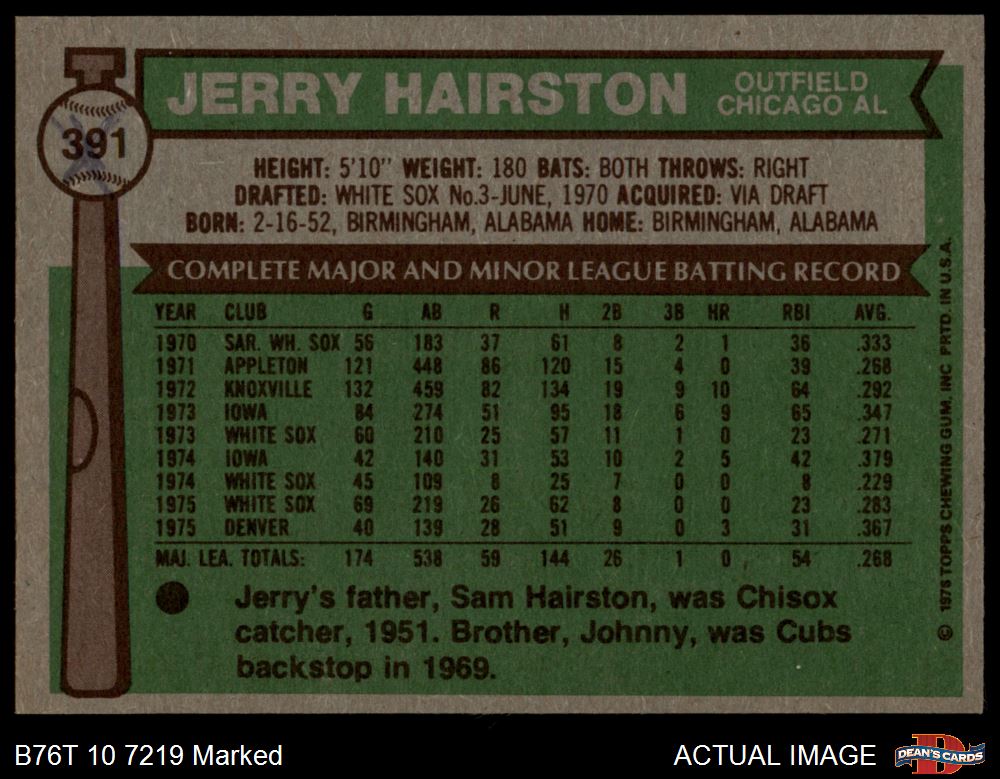 JERRY HAIRSTON
OUTFIELD
CHICAGO AL
391
HEIGHT: 5'10" WEIGHT: 180 BATS: BOTH THROWS: RIGHT
DRAFTED: WHITE SOX No.3-JUNE, 1970 ACQUIRED: VIA DRAFT
BORN: 2-16-52, BIRMINGHAM, ALABAMA HOME: BIRMINGHAM, ALABAMA
COMPLETE MAJOR AND MINOR LEAGUE BATTING RECORD
YEAR CLUB G AB R H 2B 3B HR RBI AVG.
1970 SAR. WH. SOX 56 183 37 61 8 2 1 36 .333
1971 APPLETON 121 448 86 120 15 4 0 39 .268
1972 KNOXVILLE 132 459 82 134 19 9 10 64 .292
1973 IOWA 84 274 51 95 18 6 9 65 .347
1973 WHITE SOX 60 210 25 57 11 1 0 23 .271
1974 IOWA 42 140 31 53 10 2 5 42 .379
1974 WHITE SOX 45 109 8 25 7 0 0 8 .229
1975 WHITE SOX 69 219 26 62 8 0 0 23 .283
1975 DENVER 40 139 28 51 9 0 3 31 .367
MAJ. LEA. TOTALS: 174 538 59 144 26 1 0 54 .268
Jerry's father, Sam Hairston, was Chisox
catcher, 1951. Brother, Johnny, was Cubs
backstop in 1969.
© 1976 TOPPS CHEWING GUM, INC PRTD. IN U.S.A.
B76T 10 7219 Marked
ACTUAL IMAGE
DEAN'S CARDS